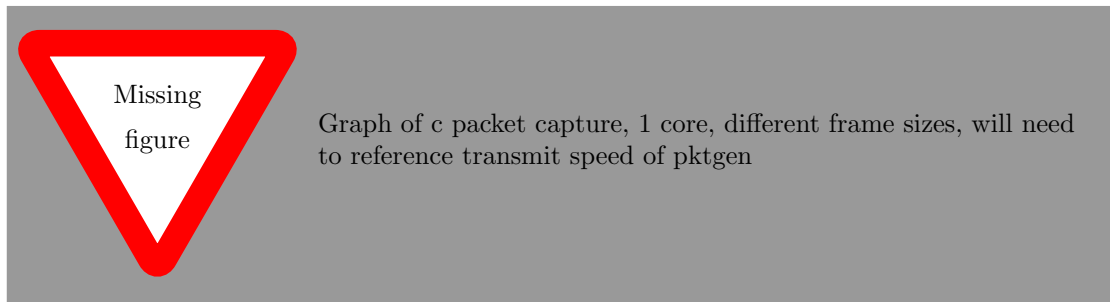 Missing
figure
Graph of c packet capture, 1 core, different frame sizes, will need
to reference transmit speed of pktgen